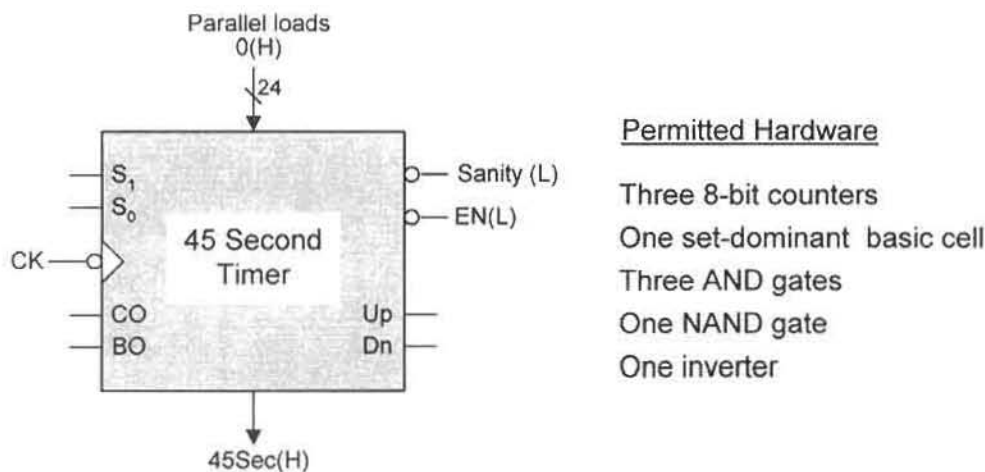 Parallel loads
0(H)
24
S1
S0
CK
CO
BO
45 Second
Timer
Sanity (L)
EN(L)
Up
Dn
45Sec(H)
Permitted Hardware
Three 8-bit counters
One set-dominant basic cell
Three AND gates
One NAND gate
One inverter